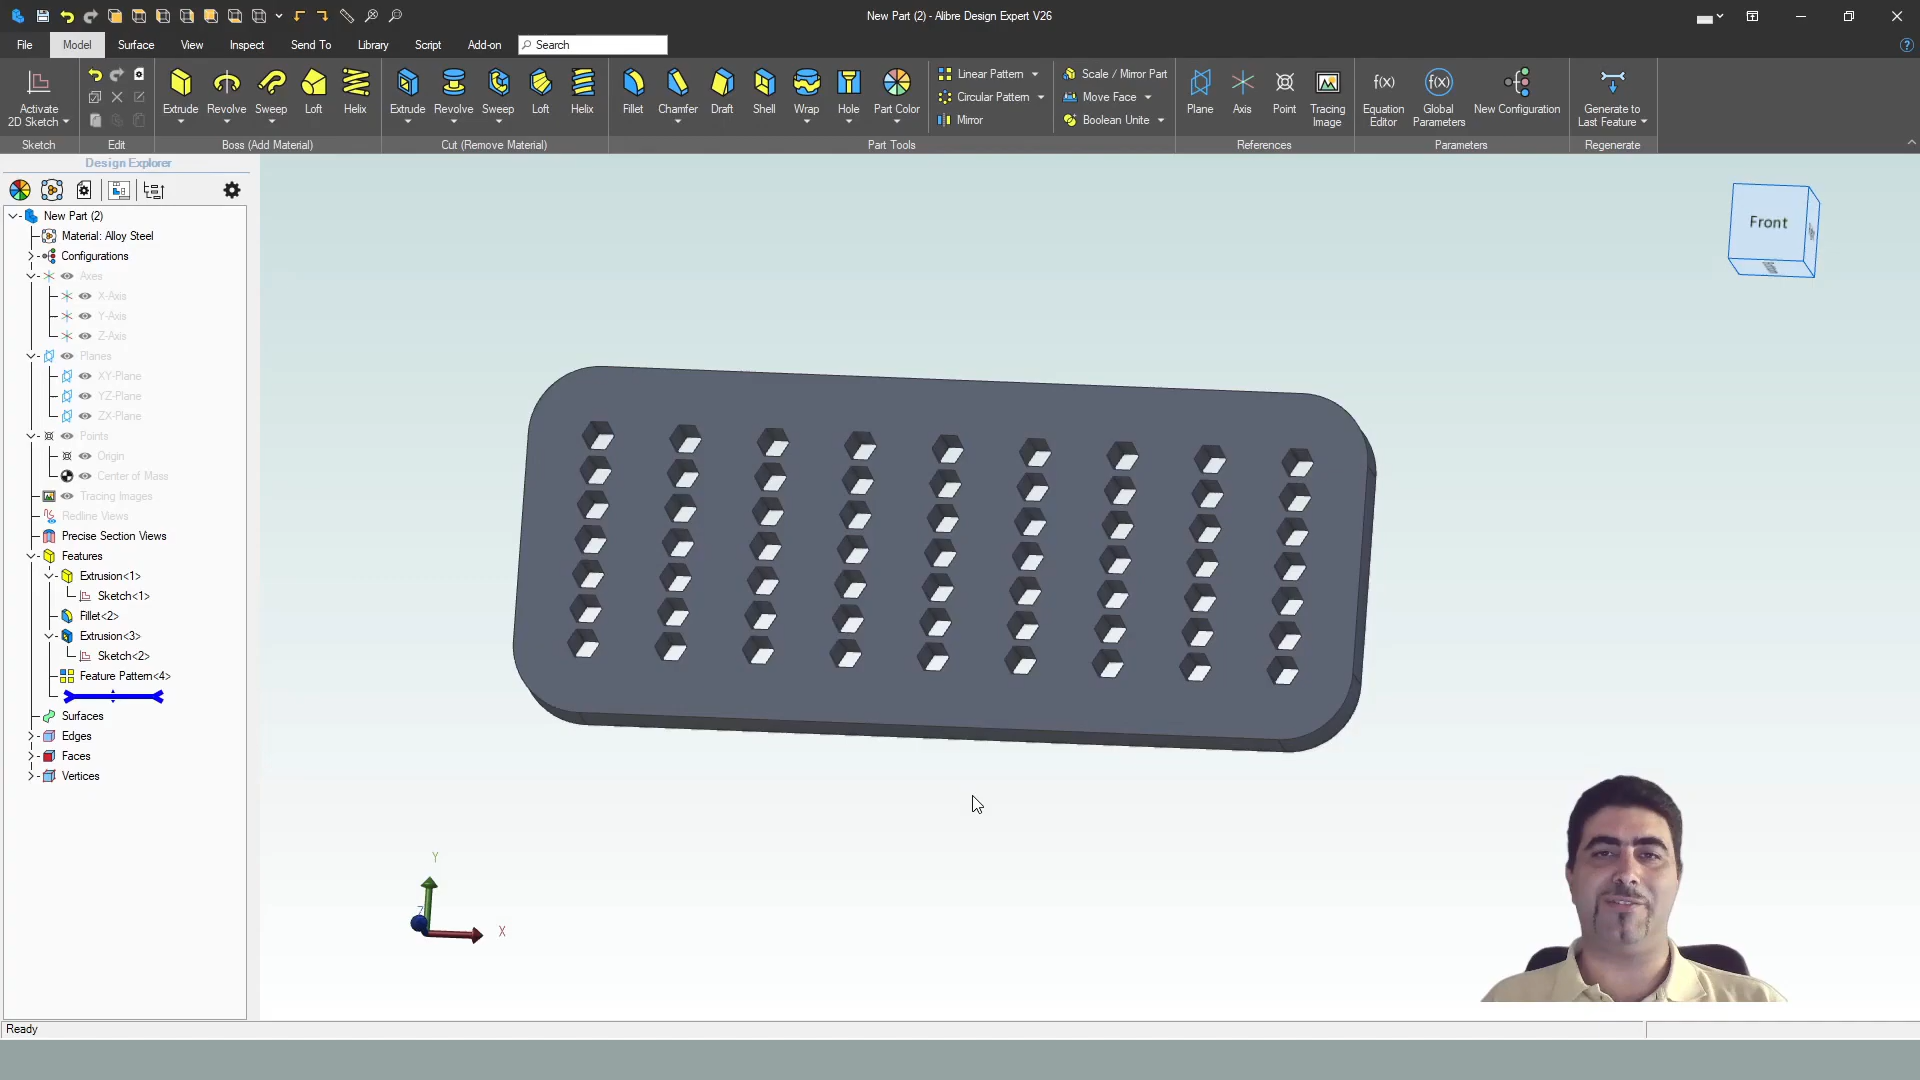 New Part (2) - Alibre Design Expert V26
File Model Surface View Inspect Send To Library Script Add-on Search
Activate
2D Sketch
Extrude Revolve Sweep Loft Helix
Extrude Revolve Sweep Loft Helix
Fillet Chamfer Draft Shell Wrap Hole Part Color
Linear Pattern
Circular Pattern
Mirror
Scale / Mirror Part
Move Face
Boolean Unite
Plane Axis Point Tracing
Image
Equation
Editor
Global
Parameters
New Configuration
Generate to
Last Feature
Sketch Edit Boss (Add Material) Cut (Remove Material) Part Tools References Parameters Regenerate
Design Explorer
New Part (2)
Material: Alloy Steel
Configurations
Axes
X-Axis
Y-Axis
Z-Axis
Planes
XY-Plane
YZ-Plane
ZX-Plane
Points
Origin
Center of Mass
Tracing Images
Redline Views
Precise Section Views
Features
Extrusion<1>
Sketch<1>
Fillet<2>
Extrusion<3>
Sketch<2>
Feature Pattern<4>
Surfaces
Edges
Faces
Vertices
Front
Y
Z
X
Ready